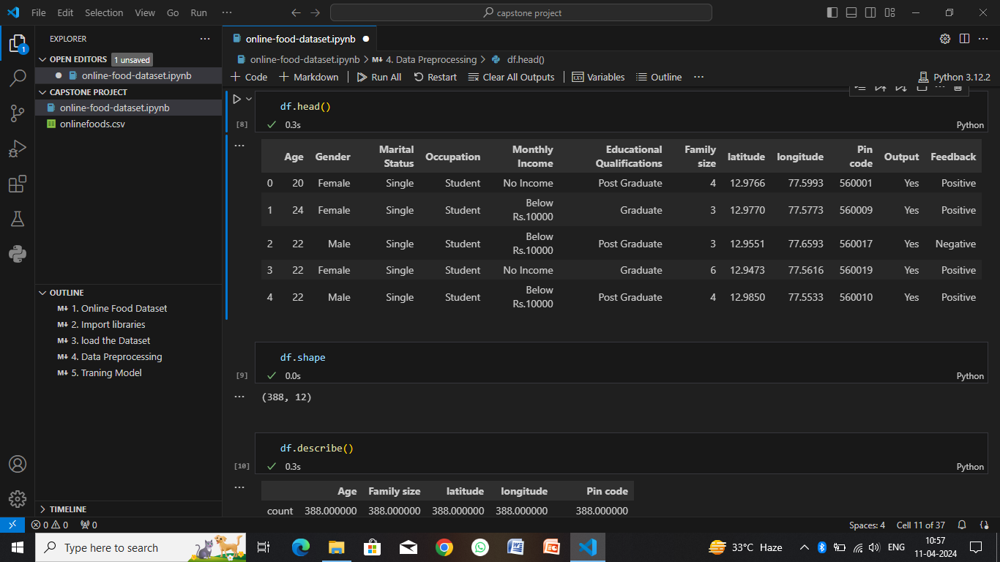 File Edit Selection View Go Run ··· capstone project
EXPLORER ···
OPEN EDITORS 1 unsaved
online-food-dataset.ipynb
CAPSTONE PROJECT
online-food-dataset.ipynb
onlinefoods.csv
OUTLINE
1. Online Food Dataset
2. Import libraries
3. load the Dataset
4. Data Preprocessing
5. Traning Model
TIMELINE
online-food-dataset.ipynb
online-food-dataset.ipynb > 4. Data Preprocessing > df.head()
+ Code + Markdown Run All Restart Clear All Outputs Variables Outline ··· Python 3.12.2
df.head()
[8] 0.3s Python
Age Gender Marital Status Occupation Monthly Income Educational Qualifications Family size latitude longitude Pin code Output Feedback
0 20 Female Single Student No Income Post Graduate 4 12.9766 77.5993 560001 Yes Positive
1 24 Female Single Student Below Rs.10000 Graduate 3 12.9770 77.5773 560009 Yes Positive
2 22 Male Single Student Below Rs.10000 Post Graduate 3 12.9551 77.6593 560017 Yes Negative
3 22 Female Single Student No Income Graduate 6 12.9473 77.5616 560019 Yes Positive
4 22 Male Single Student Below Rs.10000 Post Graduate 4 12.9850 77.5533 560010 Yes Positive
df.shape
[9] 0.0s Python
(388, 12)
df.describe()
[10] 0.3s Python
Age Family size latitude longitude Pin code
count 388.000000 388.000000 388.000000 388.000000 388.000000
0 0 0 Spaces: 4 Cell 11 of 37
Type here to search 33°C Haze ENG 10:57
11-04-2024